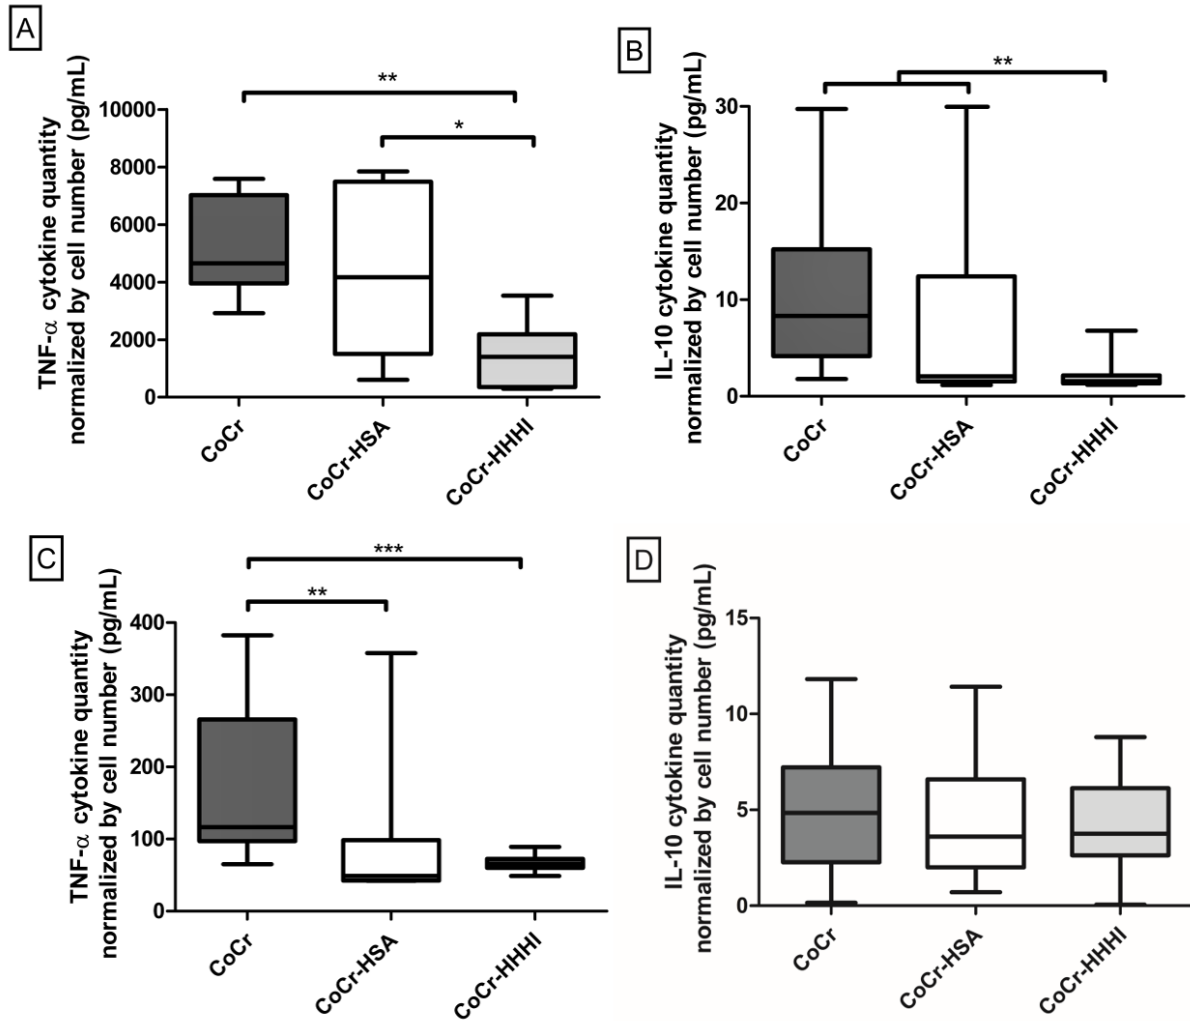 A
TNF-α cytokine quantity
normalized by cell number (pg/mL)
10000
8000
6000
4000
2000
0
**
*
CoCr
CoCr-HSA
CoCr-HHHI
B
IL-10 cytokine quantity
normalized by cell number (pg/mL)
30
20
10
0
**
CoCr
CoCr-HSA
CoCr-HHHI
C
TNF-α cytokine quantity
normalized by cell number (pg/mL)
400
300
200
100
0
***
**
CoCr
CoCr-HSA
CoCr-HHHI
D
IL-10 cytokine quantity
normalized by cell number (pg/mL)
15
10
5
0
CoCr
CoCr-HSA
CoCr-HHHI